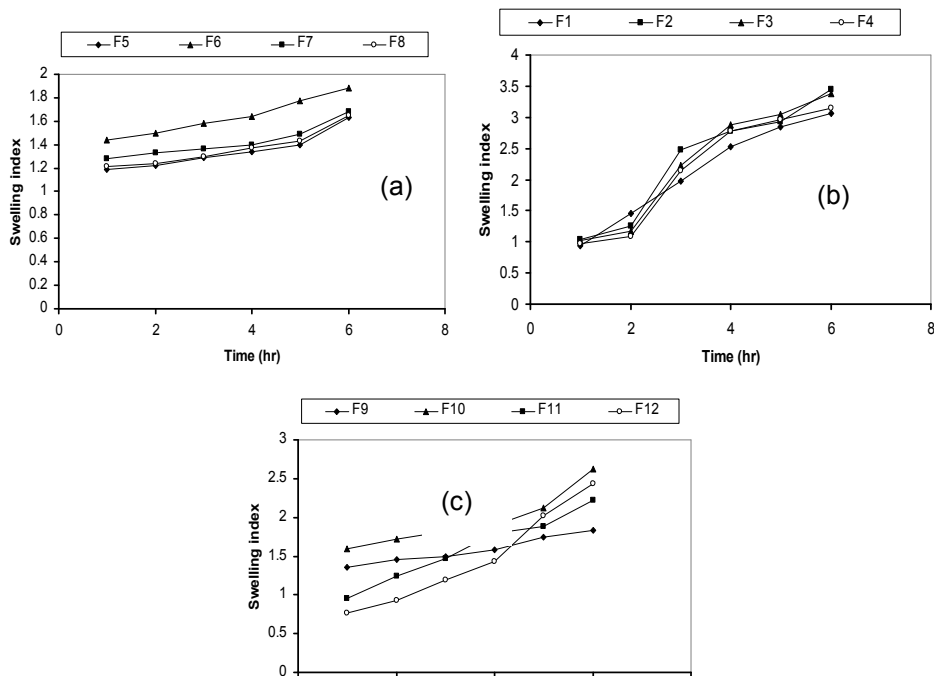 F5 F6 F7 F8
2
1.8
1.6
1.4
1.2
1
0.8
0.6
0.4
0.2
0
Swelling index
(a)
0 2 4 6 8
Time (hr)
F1 F2 F3 F4
4
3.5
3
2.5
2
1.5
1
0.5
0
Swelling index
(b)
0 2 4 6 8
Time (hr)
F9 F10 F11 F12
3
2.5
2
1.5
1
0.5
0
Swelling index
(c)